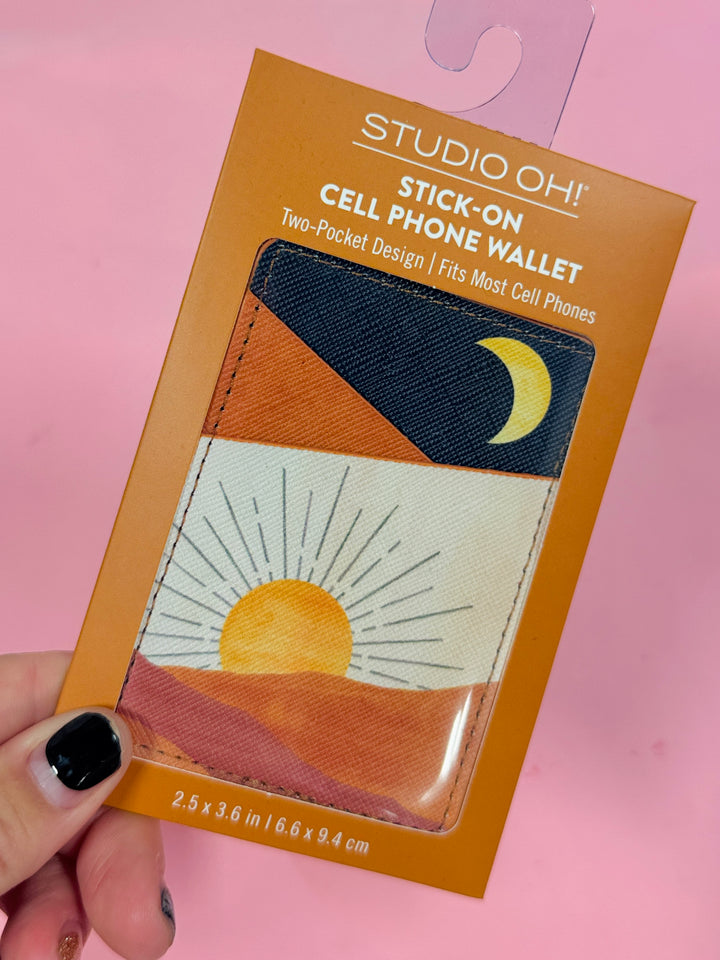 STUDIO OH!
STICK-ON
CELL PHONE WALLET
Two-Pocket Design | Fits Most Cell Phones
2.5 x 3.6 in | 6.6 x 9.4 cm